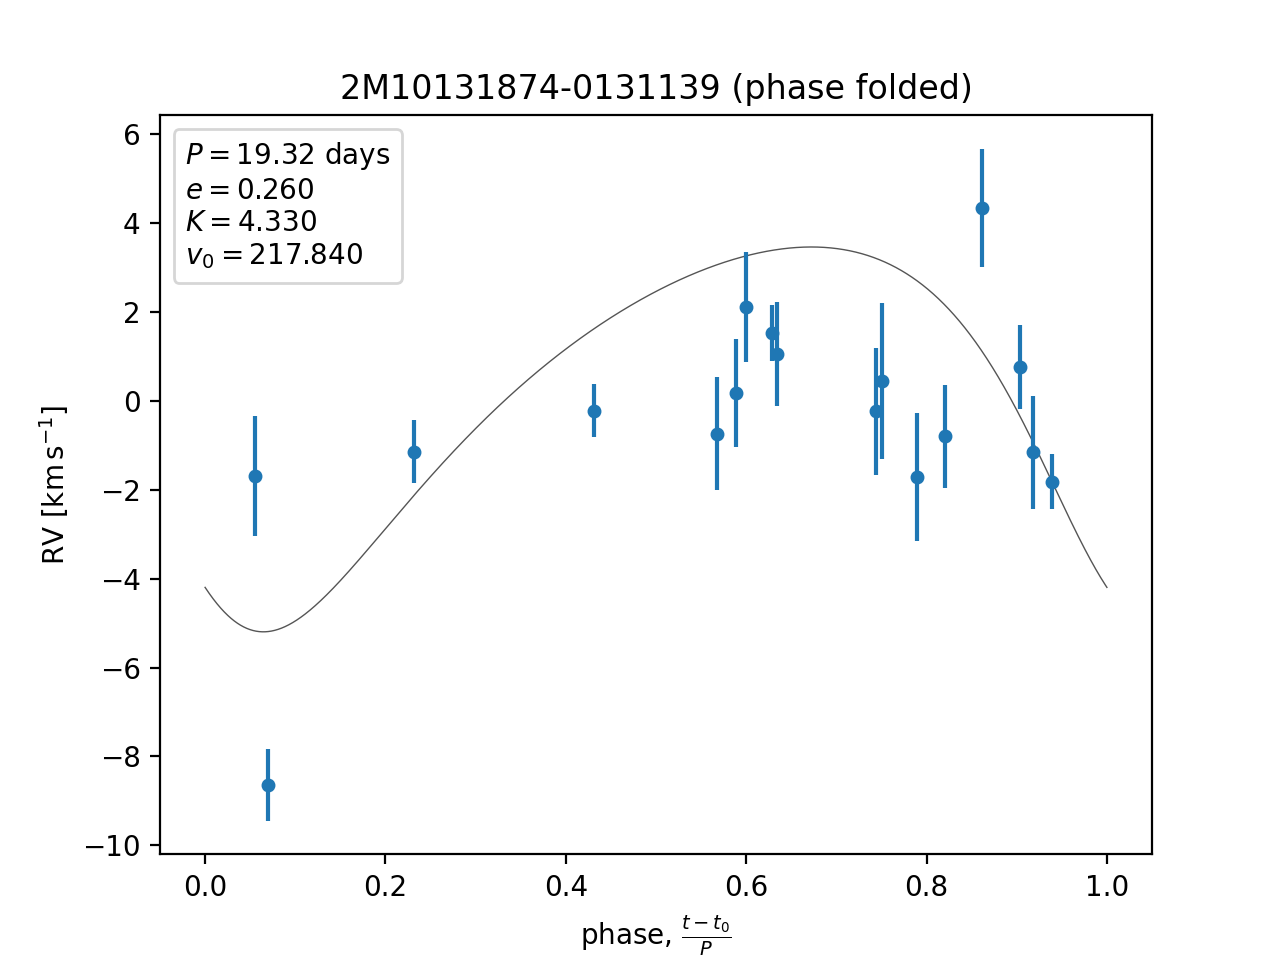 2M10131874-0131139 (phase folded)
P = 19.32 days
e = 0.260
K = 4.330
v₀ = 217.840
6
4
2
0
−2
−4
−6
−8
−10
RV [km s⁻¹]
0.0 0.2 0.4 0.6 0.8 1.0
phase, (t − t₀)/P